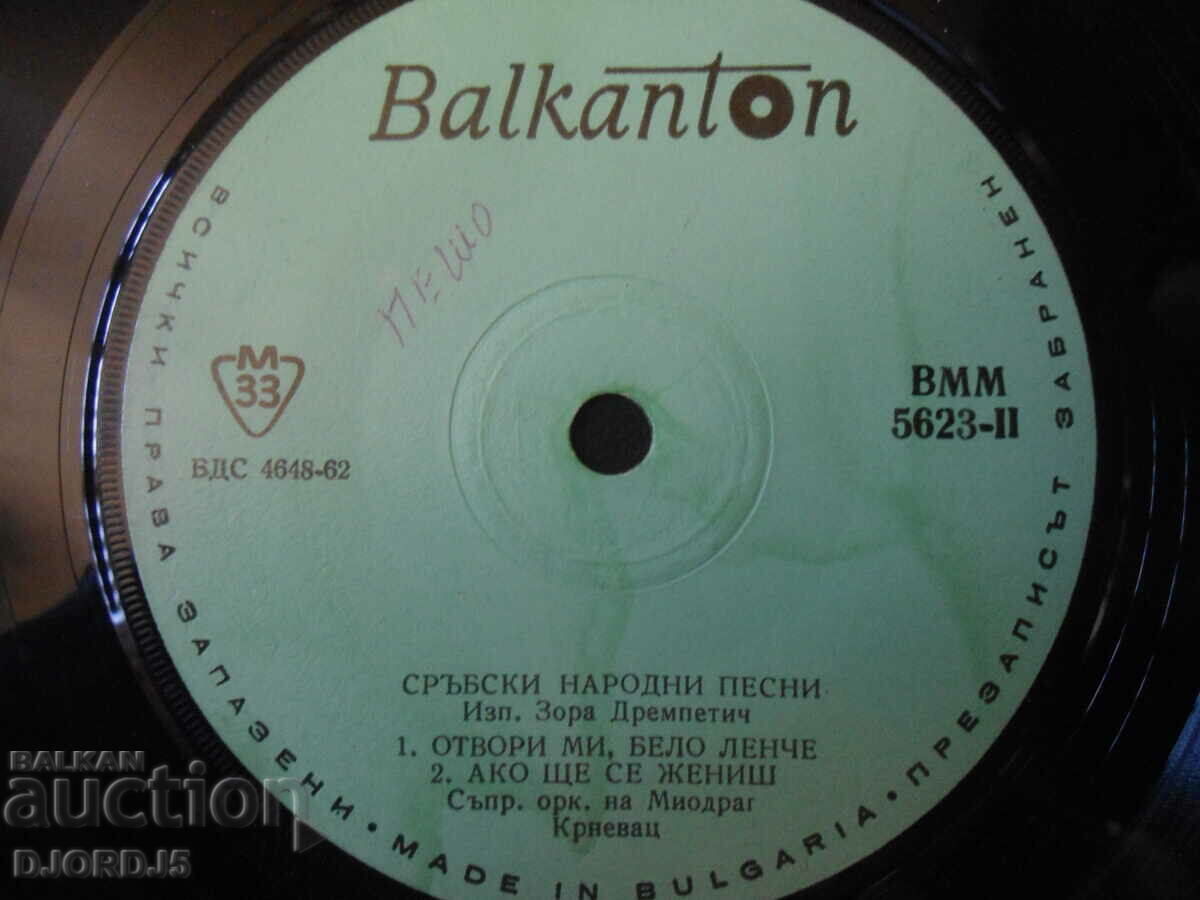 Balkanton
ПЕШО
М
33
БДС 4648-62
ВММ
5623-II
СРЪБСКИ НАРОДНИ ПЕСНИ
Изп. Зора Дремпетич
1. ОТВОРИ МИ, БЕЛО ЛЕНЧЕ
2. АКО ЩЕ СЕ ЖЕНИШ
Съпр. орк. на Миодраг
Крневац
ВСИЧКИ ПРАВА ЗАПАЗЕНИ • MADE IN BULGARIA • ПРЕЗАПИСЪТ ЗАБРАНЕН
BALKAN
auction
DJORDJ5